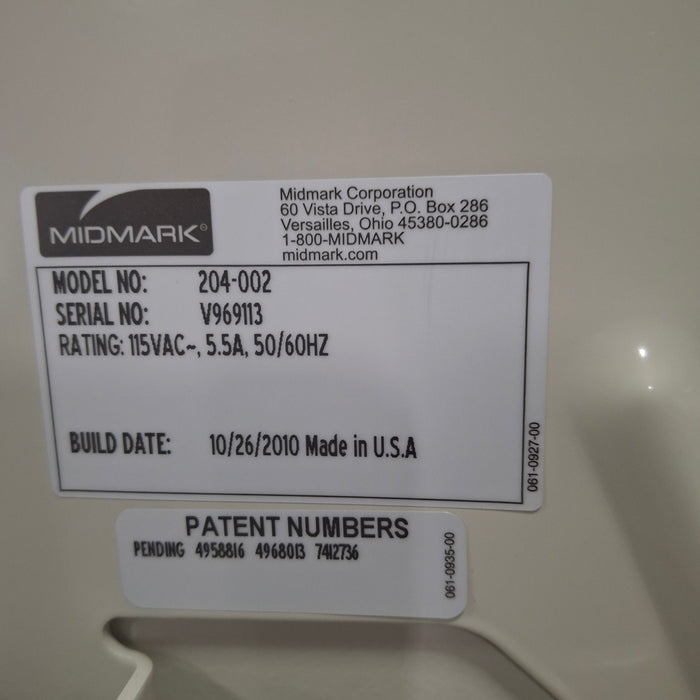 MIDMARK®
Midmark Corporation
60 Vista Drive, P.O. Box 286
Versailles, Ohio 45380-0286
1-800-MIDMARK
midmark.com
MODEL NO: 204-002
SERIAL NO: V969113
RATING: 115VAC~, 5.5A, 50/60HZ
BUILD DATE: 10/26/2010 Made in U.S.A
061-0927-00
PATENT NUMBERS
PENDING 4958816 4968013 7412736
061-0935-00